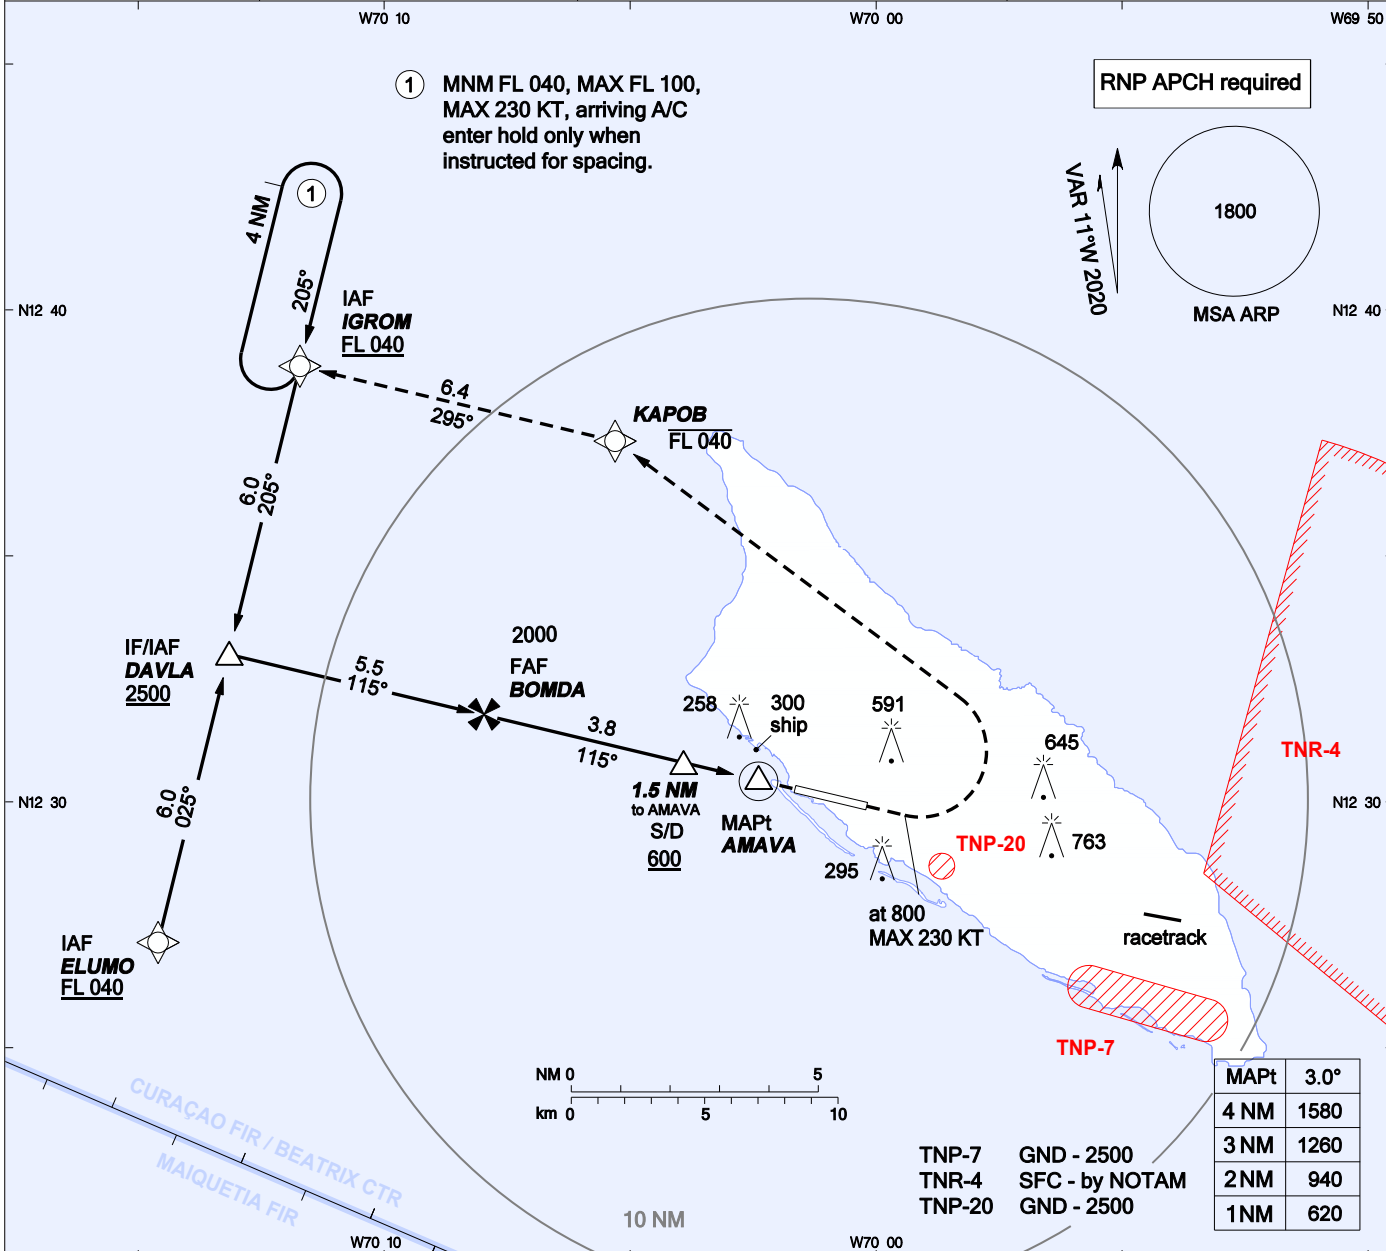 W70 10
W70 00
W69 50
1
MNM FL 040, MAX FL 100,
MAX 230 KT, arriving A/C
enter hold only when
instructed for spacing.
RNP APCH required
VAR 11°W 2020
1800
MSA ARP
1
4 NM
205°
N12 40
N12 40
IAF
IGROM
FL 040
6.4
295°
KAPOB
FL 040
6.0
205°
IF/IAF
DAVLA
2500
5.5
115°
2000
FAF
BOMDA
3.8
115°
258
300
ship
591
645
763
TNR-4
6.0
025°
1.5 NM
to AMAVA
S/D
600
MAPt
AMAVA
N12 30
N12 30
TNP-20
295
at 800
MAX 230 KT
racetrack
IAF
ELUMO
FL 040
TNP-7
CURAÇAO FIR / BEATRIX CTR
MAIQUETIA FIR
NM 0 5
km 0 5 10
MAPt 3.0°
4 NM 1580
3 NM 1260
2 NM 940
1 NM 620
TNP-7 GND - 2500
TNR-4 SFC - by NOTAM
TNP-20 GND - 2500
10 NM
W70 10
W70 00